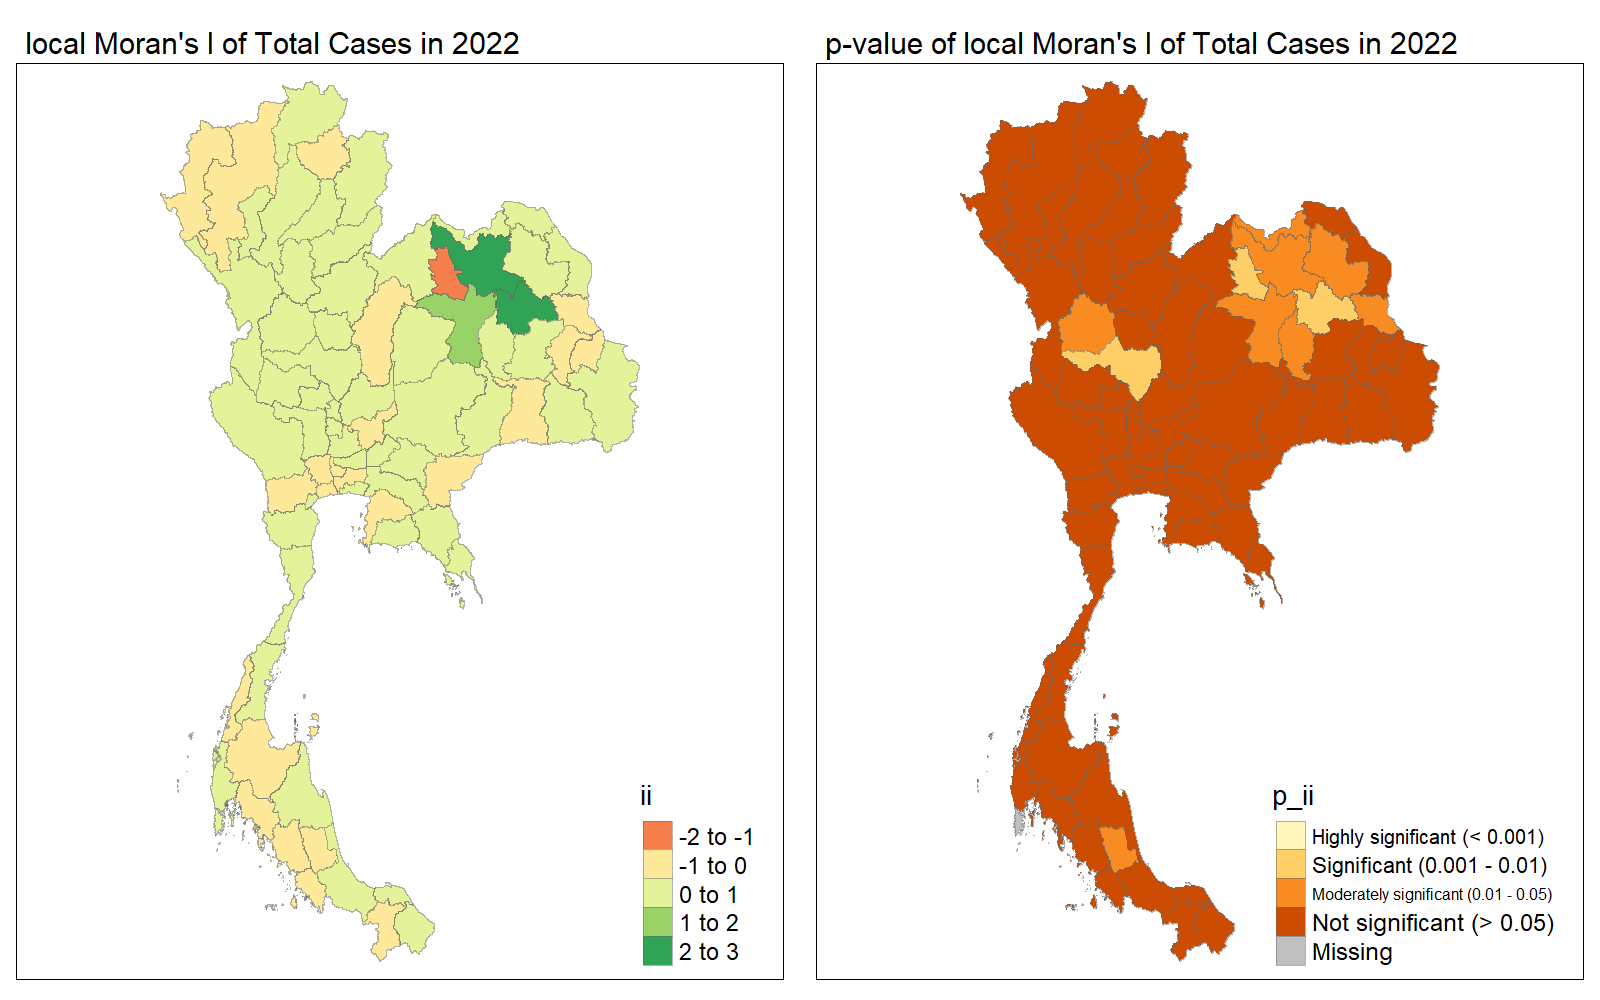 local Moran's I of Total Cases in 2022
p-value of local Moran's I of Total Cases in 2022
ii
-2 to -1
-1 to 0
0 to 1
1 to 2
2 to 3
p_ii
Highly significant (< 0.001)
Significant (0.001 - 0.01)
Moderately significant (0.01 - 0.05)
Not significant (> 0.05)
Missing